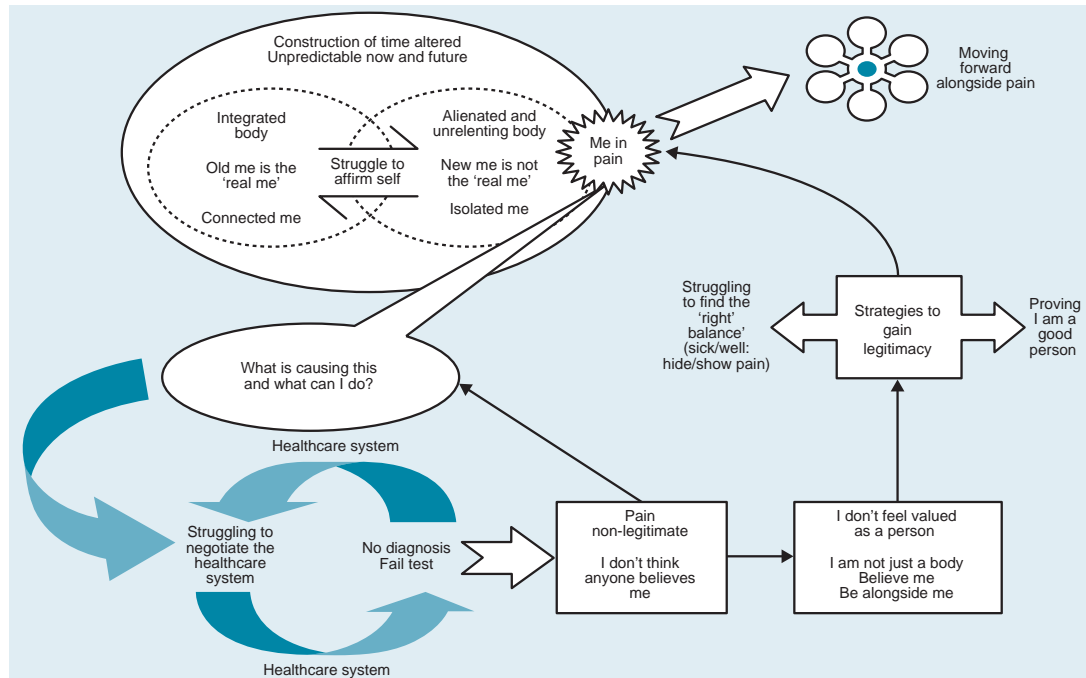 Construction of time altered
Unpredictable now and future
Integrated
body
Old me is the
‘real me’
Connected me
Struggle to
affirm self
Alienated and
unrelenting body
New me is not
the ‘real me’
Isolated me
Me in
pain
Moving
forward
alongside pain
Struggling
to find the
‘right’
balance’
(sick/well:
hide/show pain)
Strategies to
gain
legitimacy
Proving
I am a
good
person
What is causing this
and what can I do?
Healthcare system
Struggling to
negotiate the
healthcare
system
No diagnosis
Fail test
Healthcare system
Pain
non-legitimate
I don’t think
anyone believes
me
I don’t feel valued
as a person
I am not just a body
Believe me
Be alongside me